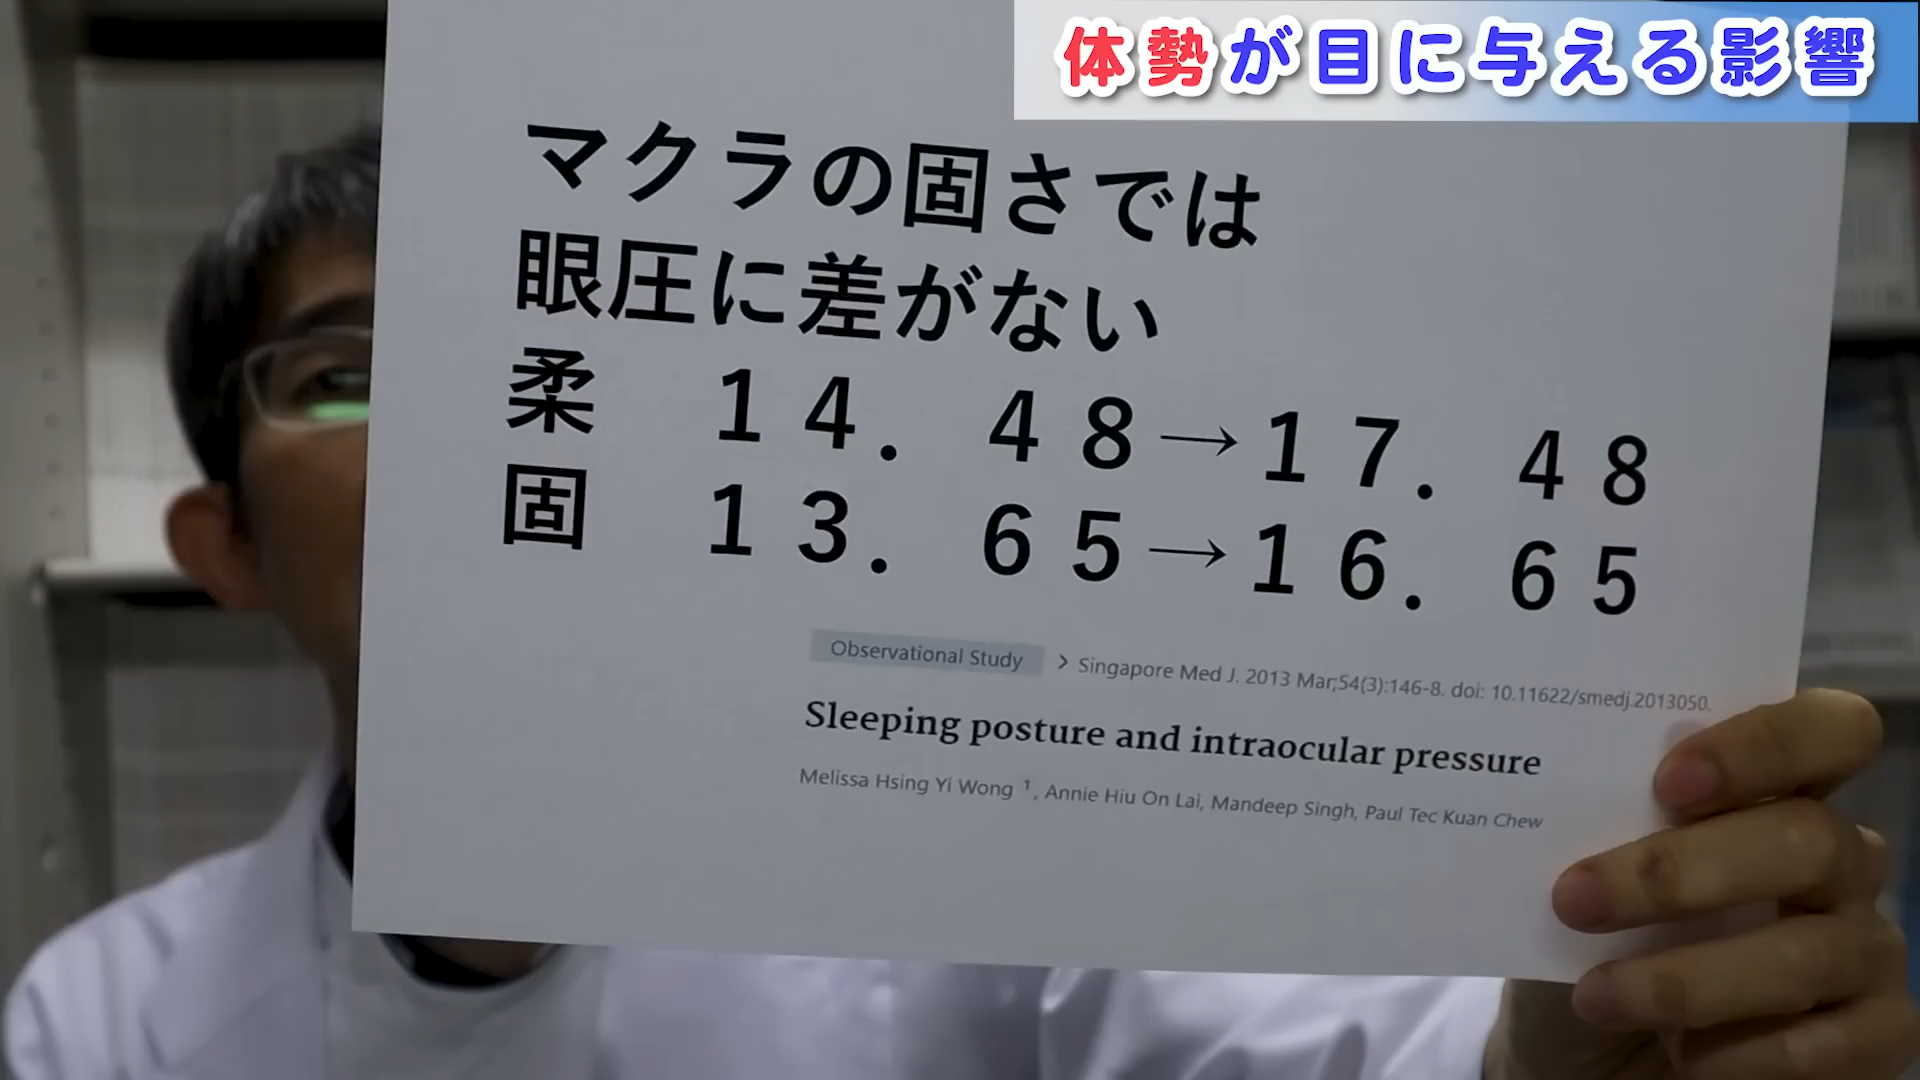 体勢が目に与える影響
マクラの固さでは
眼圧に差がない
柔 14.48→17.48
固 13.65→16.65
Observational Study > Singapore Med J. 2013 Mar;54(3):146-8. doi: 10.11622/smedj.2013050.
Sleeping posture and intraocular pressure
Melissa Hsing Yi Wong 1, Annie Hiu On Lai, Mandeep Singh, Paul Tec Kuan Chew